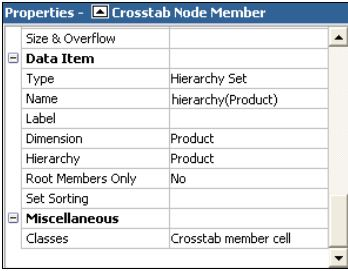 Properties - Crosstab Node Member
Size & Overflow
Data Item
Type Hierarchy Set
Name hierarchy(Product)
Label
Dimension Product
Hierarchy Product
Root Members Only No
Set Sorting
Miscellaneous
Classes Crosstab member cell